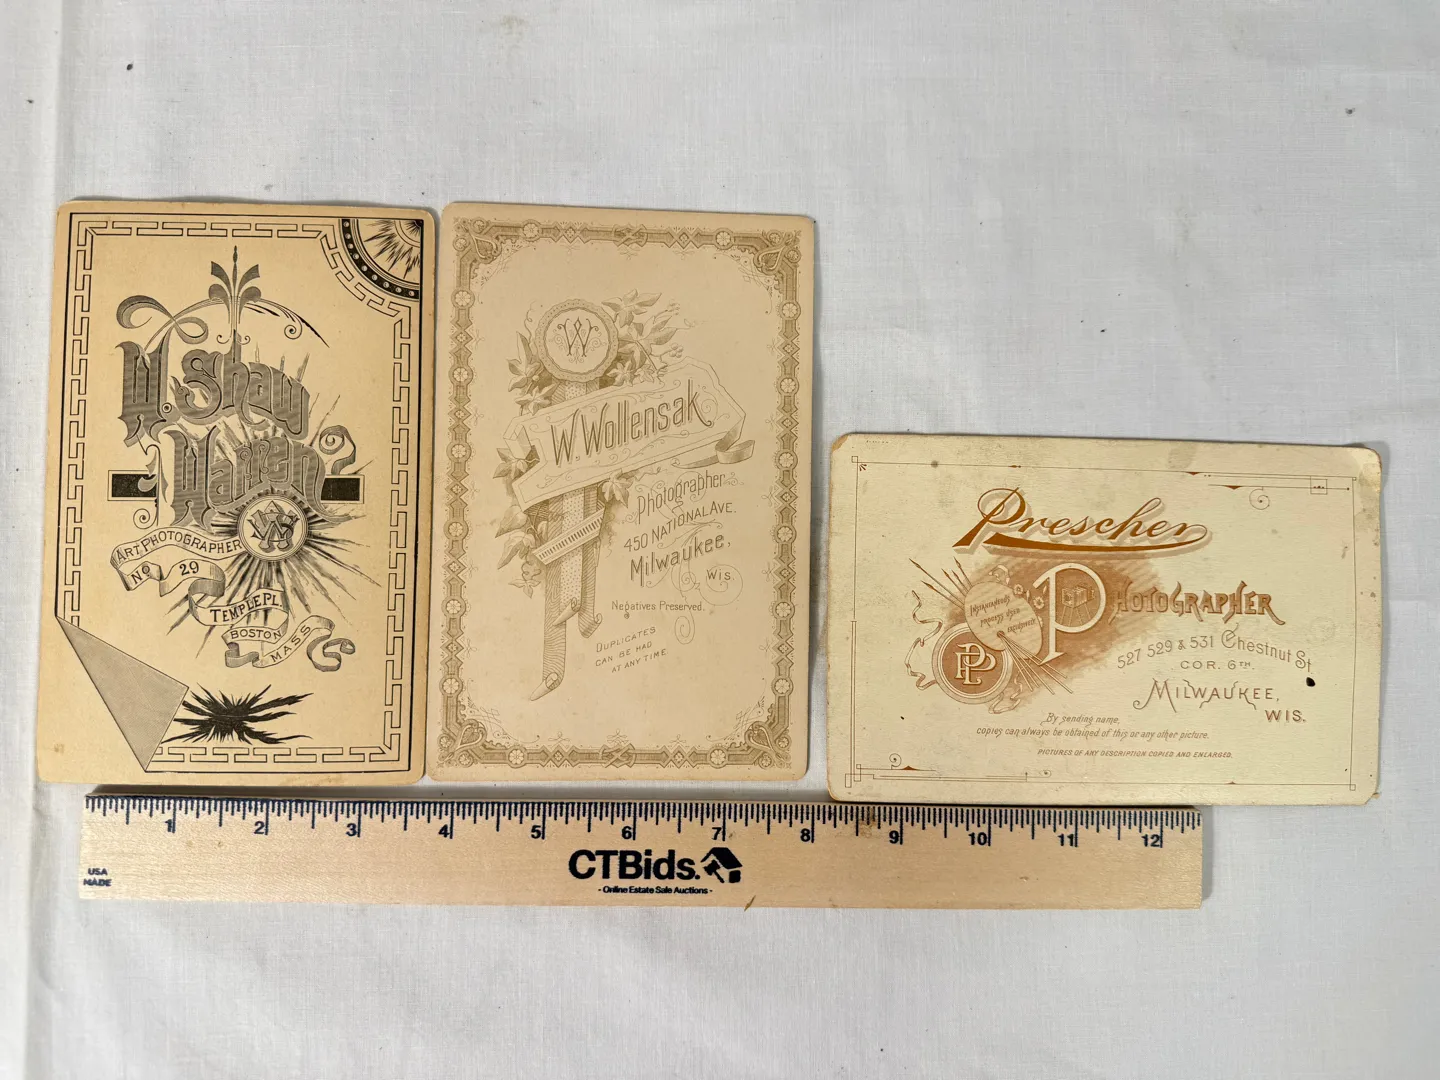 W. Shaw
Warren
ART PHOTOGRAPHER
No 29
TEMPLE PL.
BOSTON
MASS
W
W. Wollensak
Photographer
450 NATIONAL AVE.
Milwaukee,
WIS.
Negatives Preserved.
DUPLICATES
CAN BE HAD
AT ANY TIME
Prescher
PHOTOGRAPHER
527 529 & 531 Chestnut St
COR. 6TH.
MILWAUKEE,
WIS.
By sending name,
copies can always be obtained of this or any other picture.
PICTURES OF ANY DESCRIPTION COPIED AND ENLARGED.
1 2 3 4 5 6 7 8 9 10 11 12
USA
MADE
CTBids.
- Online Estate Sale Auctions -